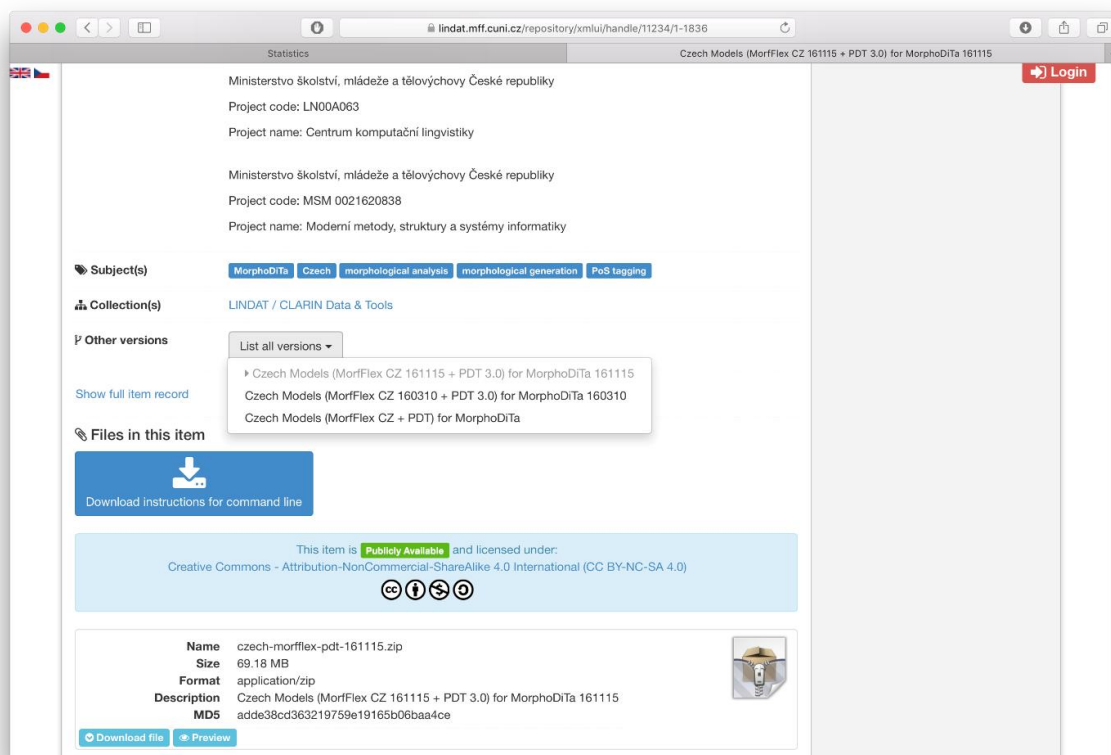 lindat.mff.cuni.cz/repository/xmlui/handle/11234/1-1836
Statistics
Czech Models (MorfFlex CZ 161115 + PDT 3.0) for MorphoDiTa 161115
Login
Ministerstvo školství, mládeže a tělovýchovy České republiky
Project code: LN00A063
Project name: Centrum komputační lingvistiky
Ministerstvo školství, mládeže a tělovýchovy České republiky
Project code: MSM 0021620838
Project name: Moderní metody, struktury a systémy informatiky
Subject(s)
MorphoDiTa Czech morphological analysis morphological generation PoS tagging
Collection(s)
LINDAT / CLARIN Data & Tools
Other versions
List all versions
Czech Models (MorfFlex CZ 161115 + PDT 3.0) for MorphoDiTa 161115
Czech Models (MorfFlex CZ 160310 + PDT 3.0) for MorphoDiTa 160310
Czech Models (MorfFlex CZ + PDT) for MorphoDiTa
Show full item record
Files in this item
Download instructions for command line
This item is Publicly Available and licensed under:
Creative Commons - Attribution-NonCommercial-ShareAlike 4.0 International (CC BY-NC-SA 4.0)
Name czech-morfflex-pdt-161115.zip
Size 69.18 MB
Format application/zip
Description Czech Models (MorfFlex CZ 161115 + PDT 3.0) for MorphoDiTa 161115
MD5 adde38cd363219759e19165b06baa4ce
Download file Preview